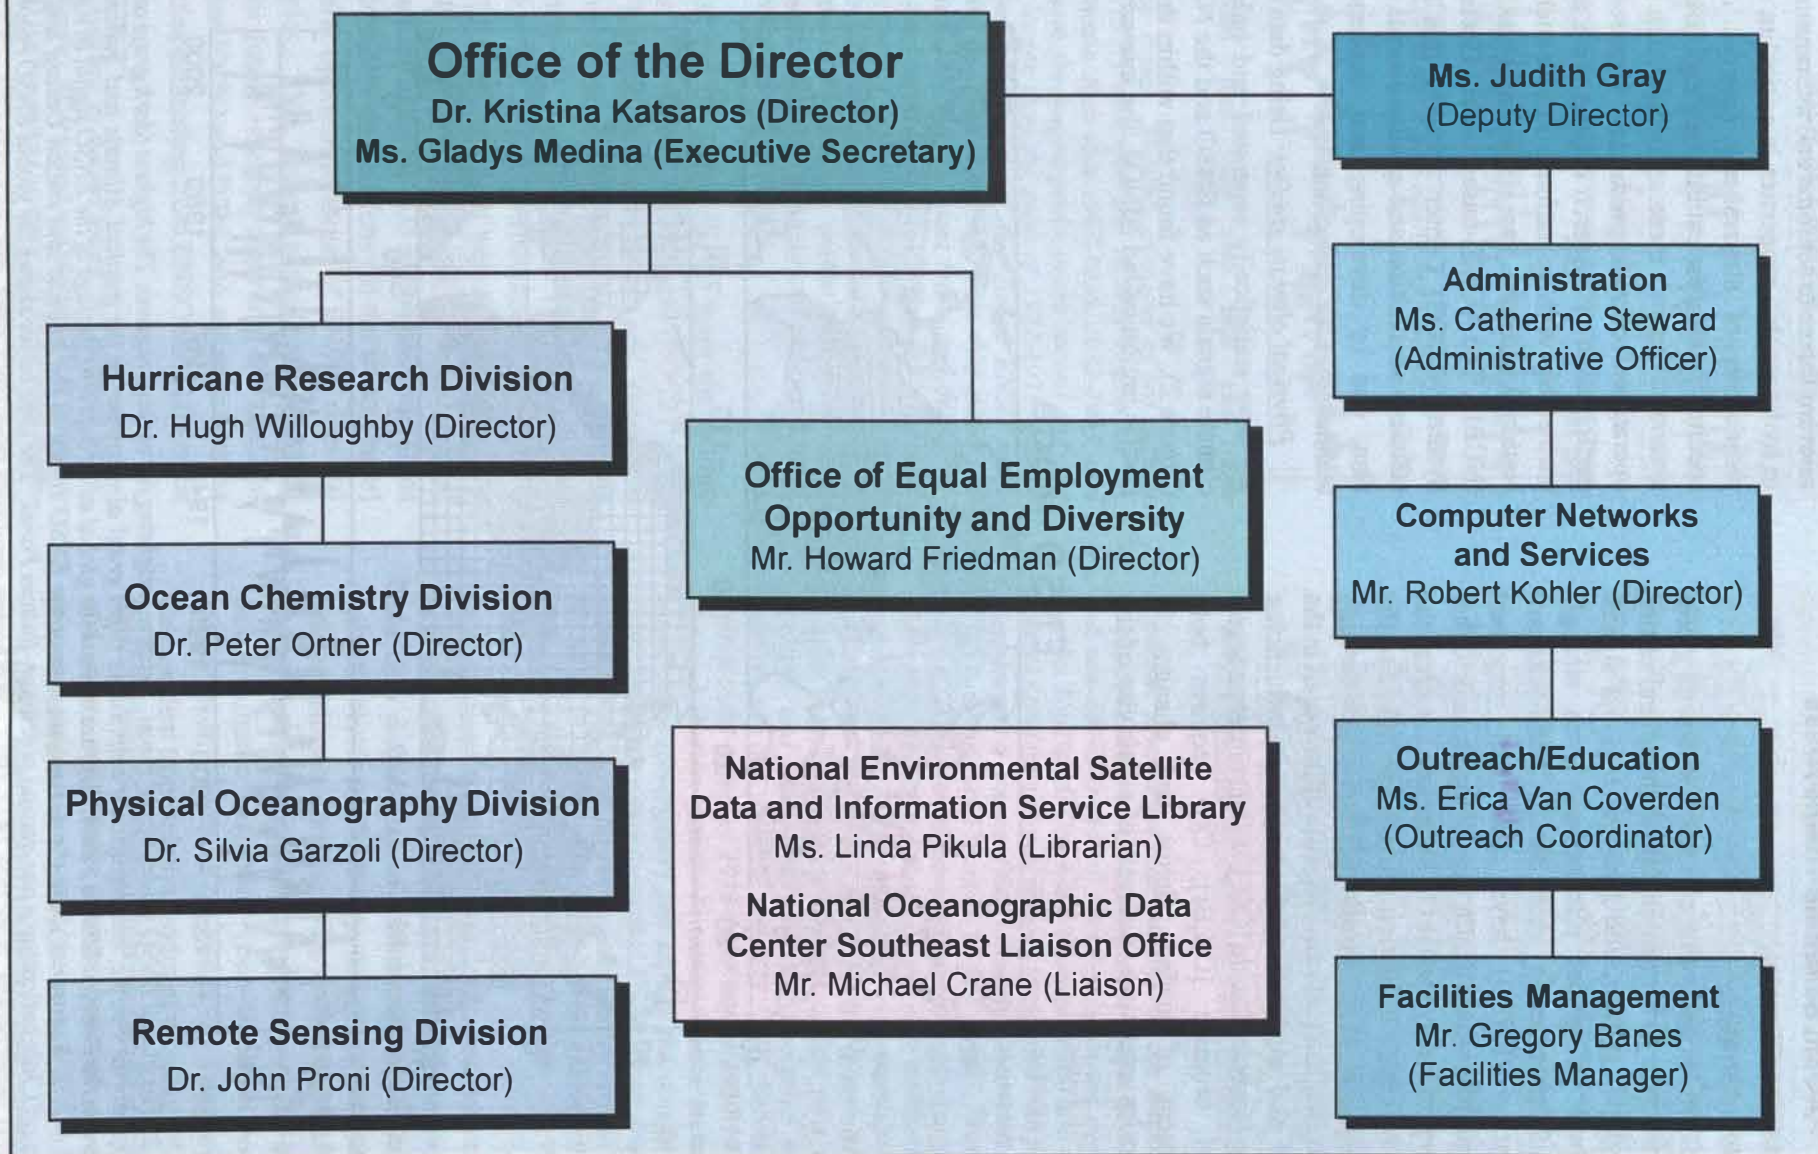 Office of the Director
Dr. Kristina Katsaros (Director)
Ms. Gladys Medina (Executive Secretary)
Ms. Judith Gray
(Deputy Director)
Administration
Ms. Catherine Steward
(Administrative Officer)
Hurricane Research Division
Dr. Hugh Willoughby (Director)
Office of Equal Employment
Opportunity and Diversity
Mr. Howard Friedman (Director)
Computer Networks
and Services
Mr. Robert Kohler (Director)
Ocean Chemistry Division
Dr. Peter Ortner (Director)
Physical Oceanography Division
Dr. Silvia Garzoli (Director)
National Environmental Satellite
Data and Information Service Library
Ms. Linda Pikula (Librarian)
National Oceanographic Data
Center Southeast Liaison Office
Mr. Michael Crane (Liaison)
Outreach/Education
Ms. Erica Van Coverden
(Outreach Coordinator)
Remote Sensing Division
Dr. John Proni (Director)
Facilities Management
Mr. Gregory Banes
(Facilities Manager)